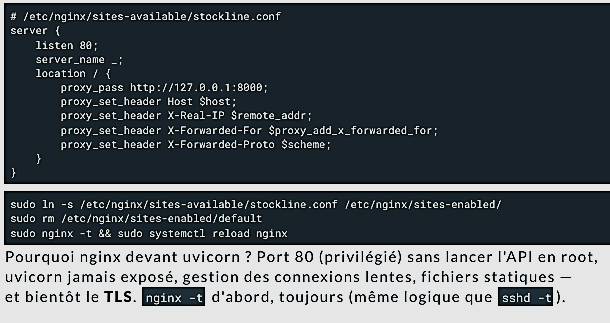 # /etc/nginx/sites-available/stockline.conf
server {
    listen 80;
    server_name _;
    location / {
        proxy_pass http://127.0.0.1:8000;
        proxy_set_header Host $host;
        proxy_set_header X-Real-IP $remote_addr;
        proxy_set_header X-Forwarded-For $proxy_add_x_forwarded_for;
        proxy_set_header X-Forwarded-Proto $scheme;
    }
}
sudo ln -s /etc/nginx/sites-available/stockline.conf /etc/nginx/sites-enabled/
sudo rm /etc/nginx/sites-enabled/default
sudo nginx -t && sudo systemctl reload nginx
Pourquoi nginx devant uvicorn ? Port 80 (privilégié) sans lancer l'API en root,
uvicorn jamais exposé, gestion des connexions lentes, fichiers statiques —
et bientôt le TLS. nginx -t d'abord, toujours (même logique que sshd -t).